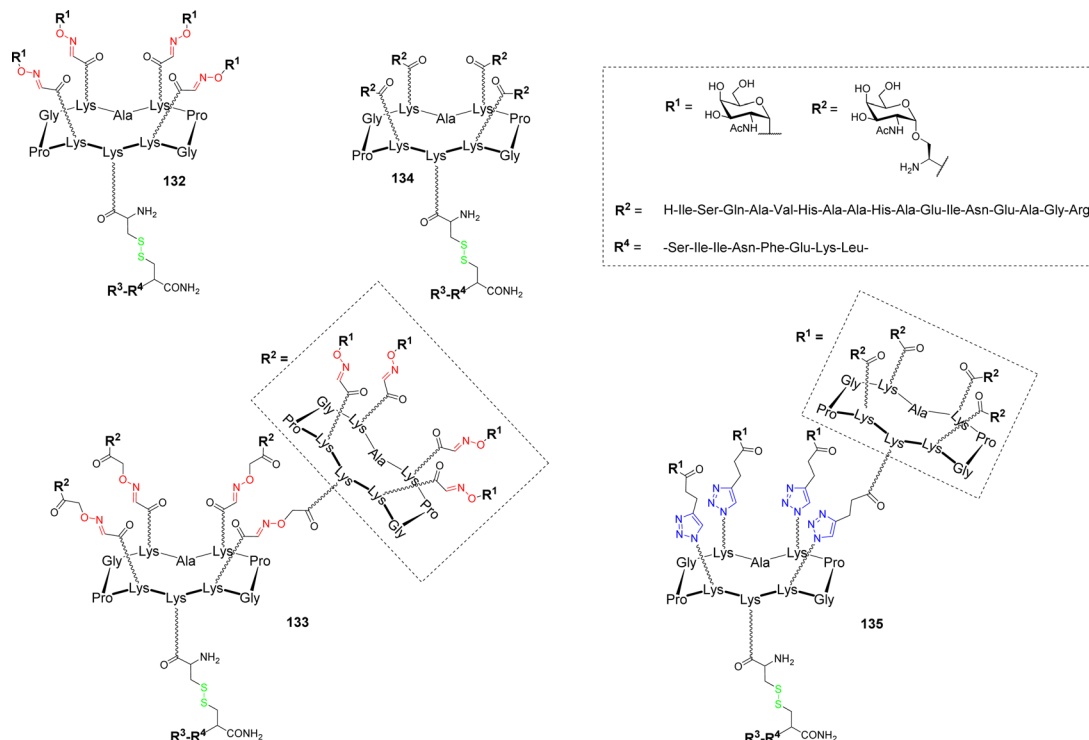 R1 R1 R1 R1
O N N O O N N O
O O O O
Lys Lys
Gly Ala Pro
Pro Lys Lys Lys Gly
132
O NH2
S
S
R3-R4 CONH2
R2 O R2 O O R2 O R2
Lys Lys
Gly Ala Pro
Pro Lys Lys Lys Gly
134
O NH2
S
S
R3-R4 CONH2
R1 = HO OH O HO AcHN
R2 = HO OH O HO AcHN O H2N
R2 = H-Ile-Ser-Gln-Ala-Val-His-Ala-Ala-His-Ala-Glu-Ile-Asn-Glu-Ala-Gly-Arg
R4 = -Ser-Ile-Ile-Asn-Phe-Glu-Lys-Leu-
R2 =
R1 R1 R1 R1
O N O N N O N O
O O O O
Gly Lys Ala Lys Pro
Pro Lys Lys Lys Gly
R2 R2 R2
O O O O
O N O N N O N O
O O O O
Lys Lys
Gly Ala Pro
Pro Lys Lys Lys Gly
133
O NH2
S
S
R3-R4 CONH2
R1 =
R2 O R2 O O R2 O R2
Gly Lys Ala Lys Pro
Pro Lys Lys Lys Gly
R1 R1 R1
O O O O
N N N N N N N N N N N N
Lys Lys
Gly Ala Pro
Pro Lys Lys Lys Gly
135
O NH2
S
S
R3-R4 CONH2